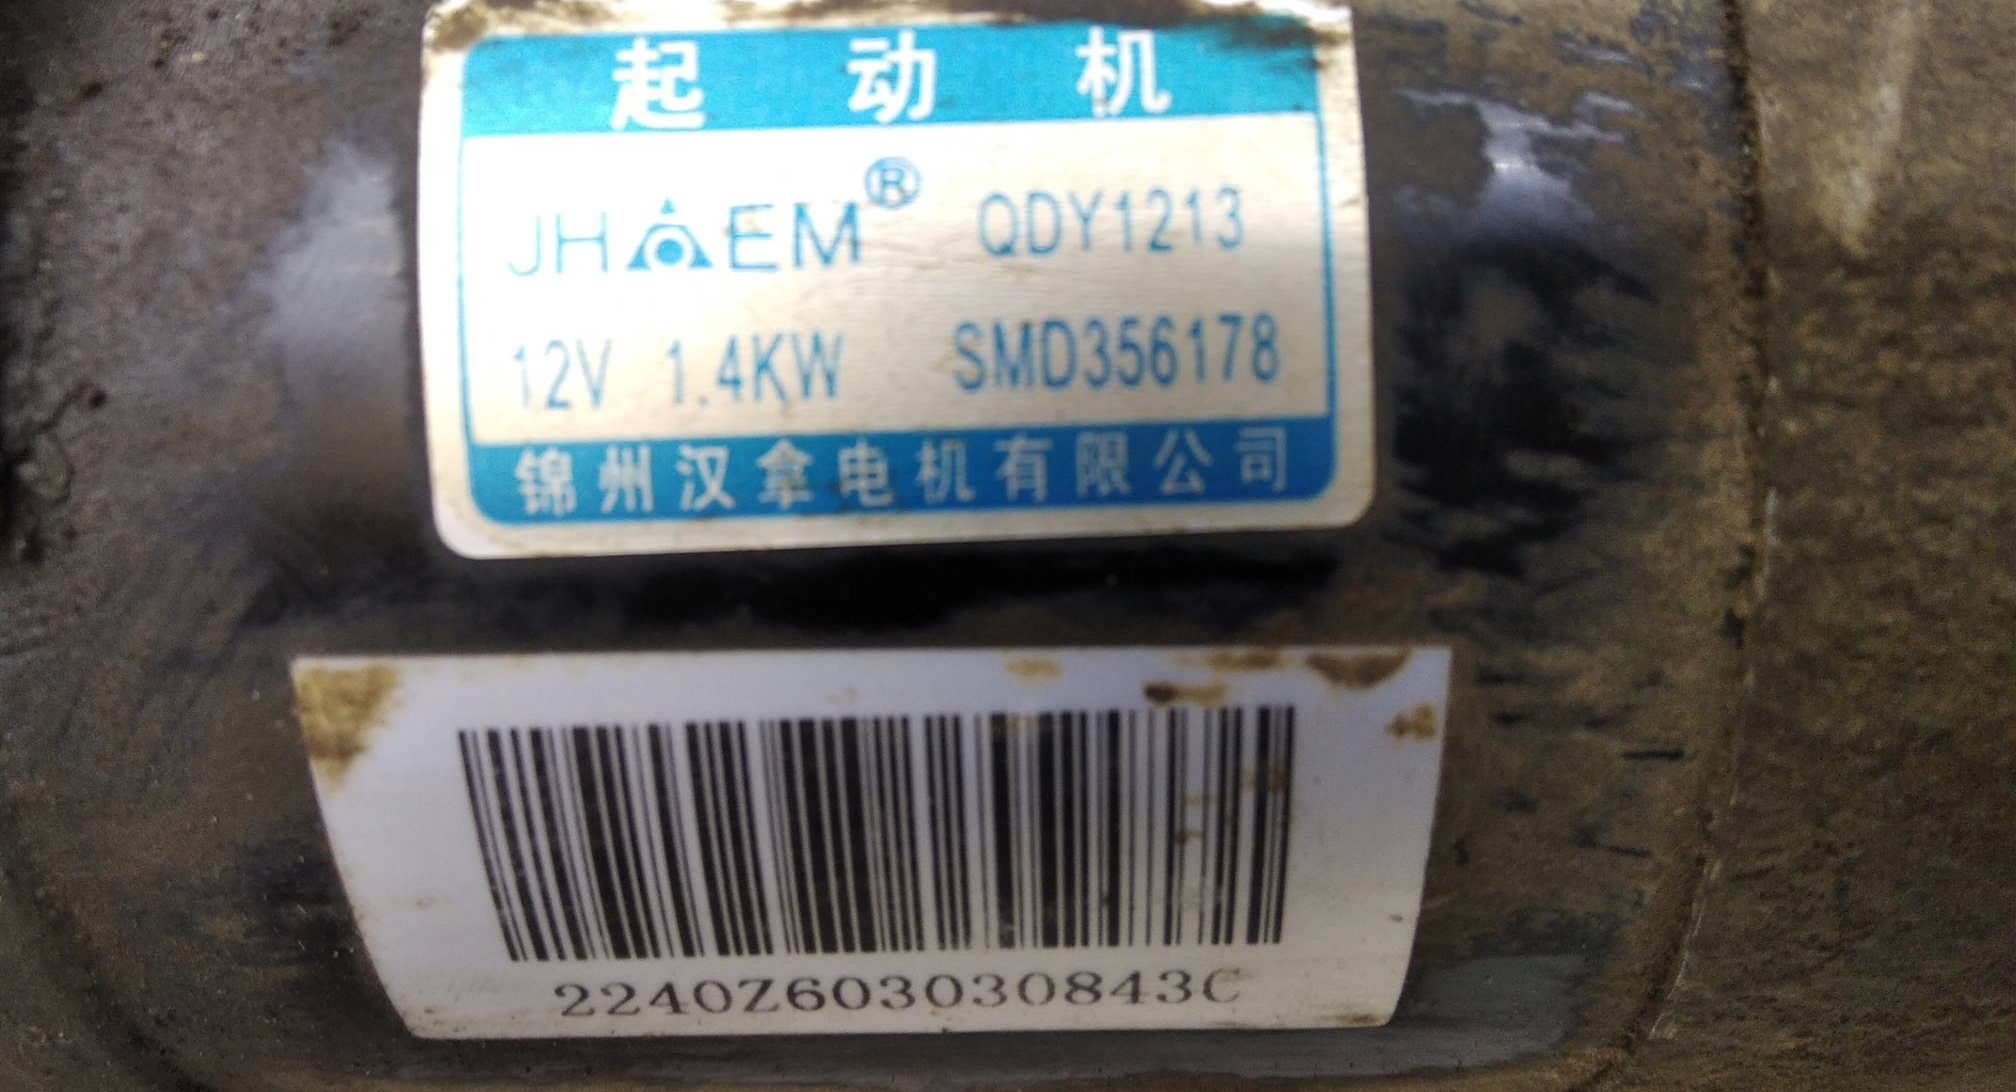 起动机
JHAEM® QDY1213
12V 1.4KW SMD356178
锦州汉拿电机有限公司
2240Z603030843C